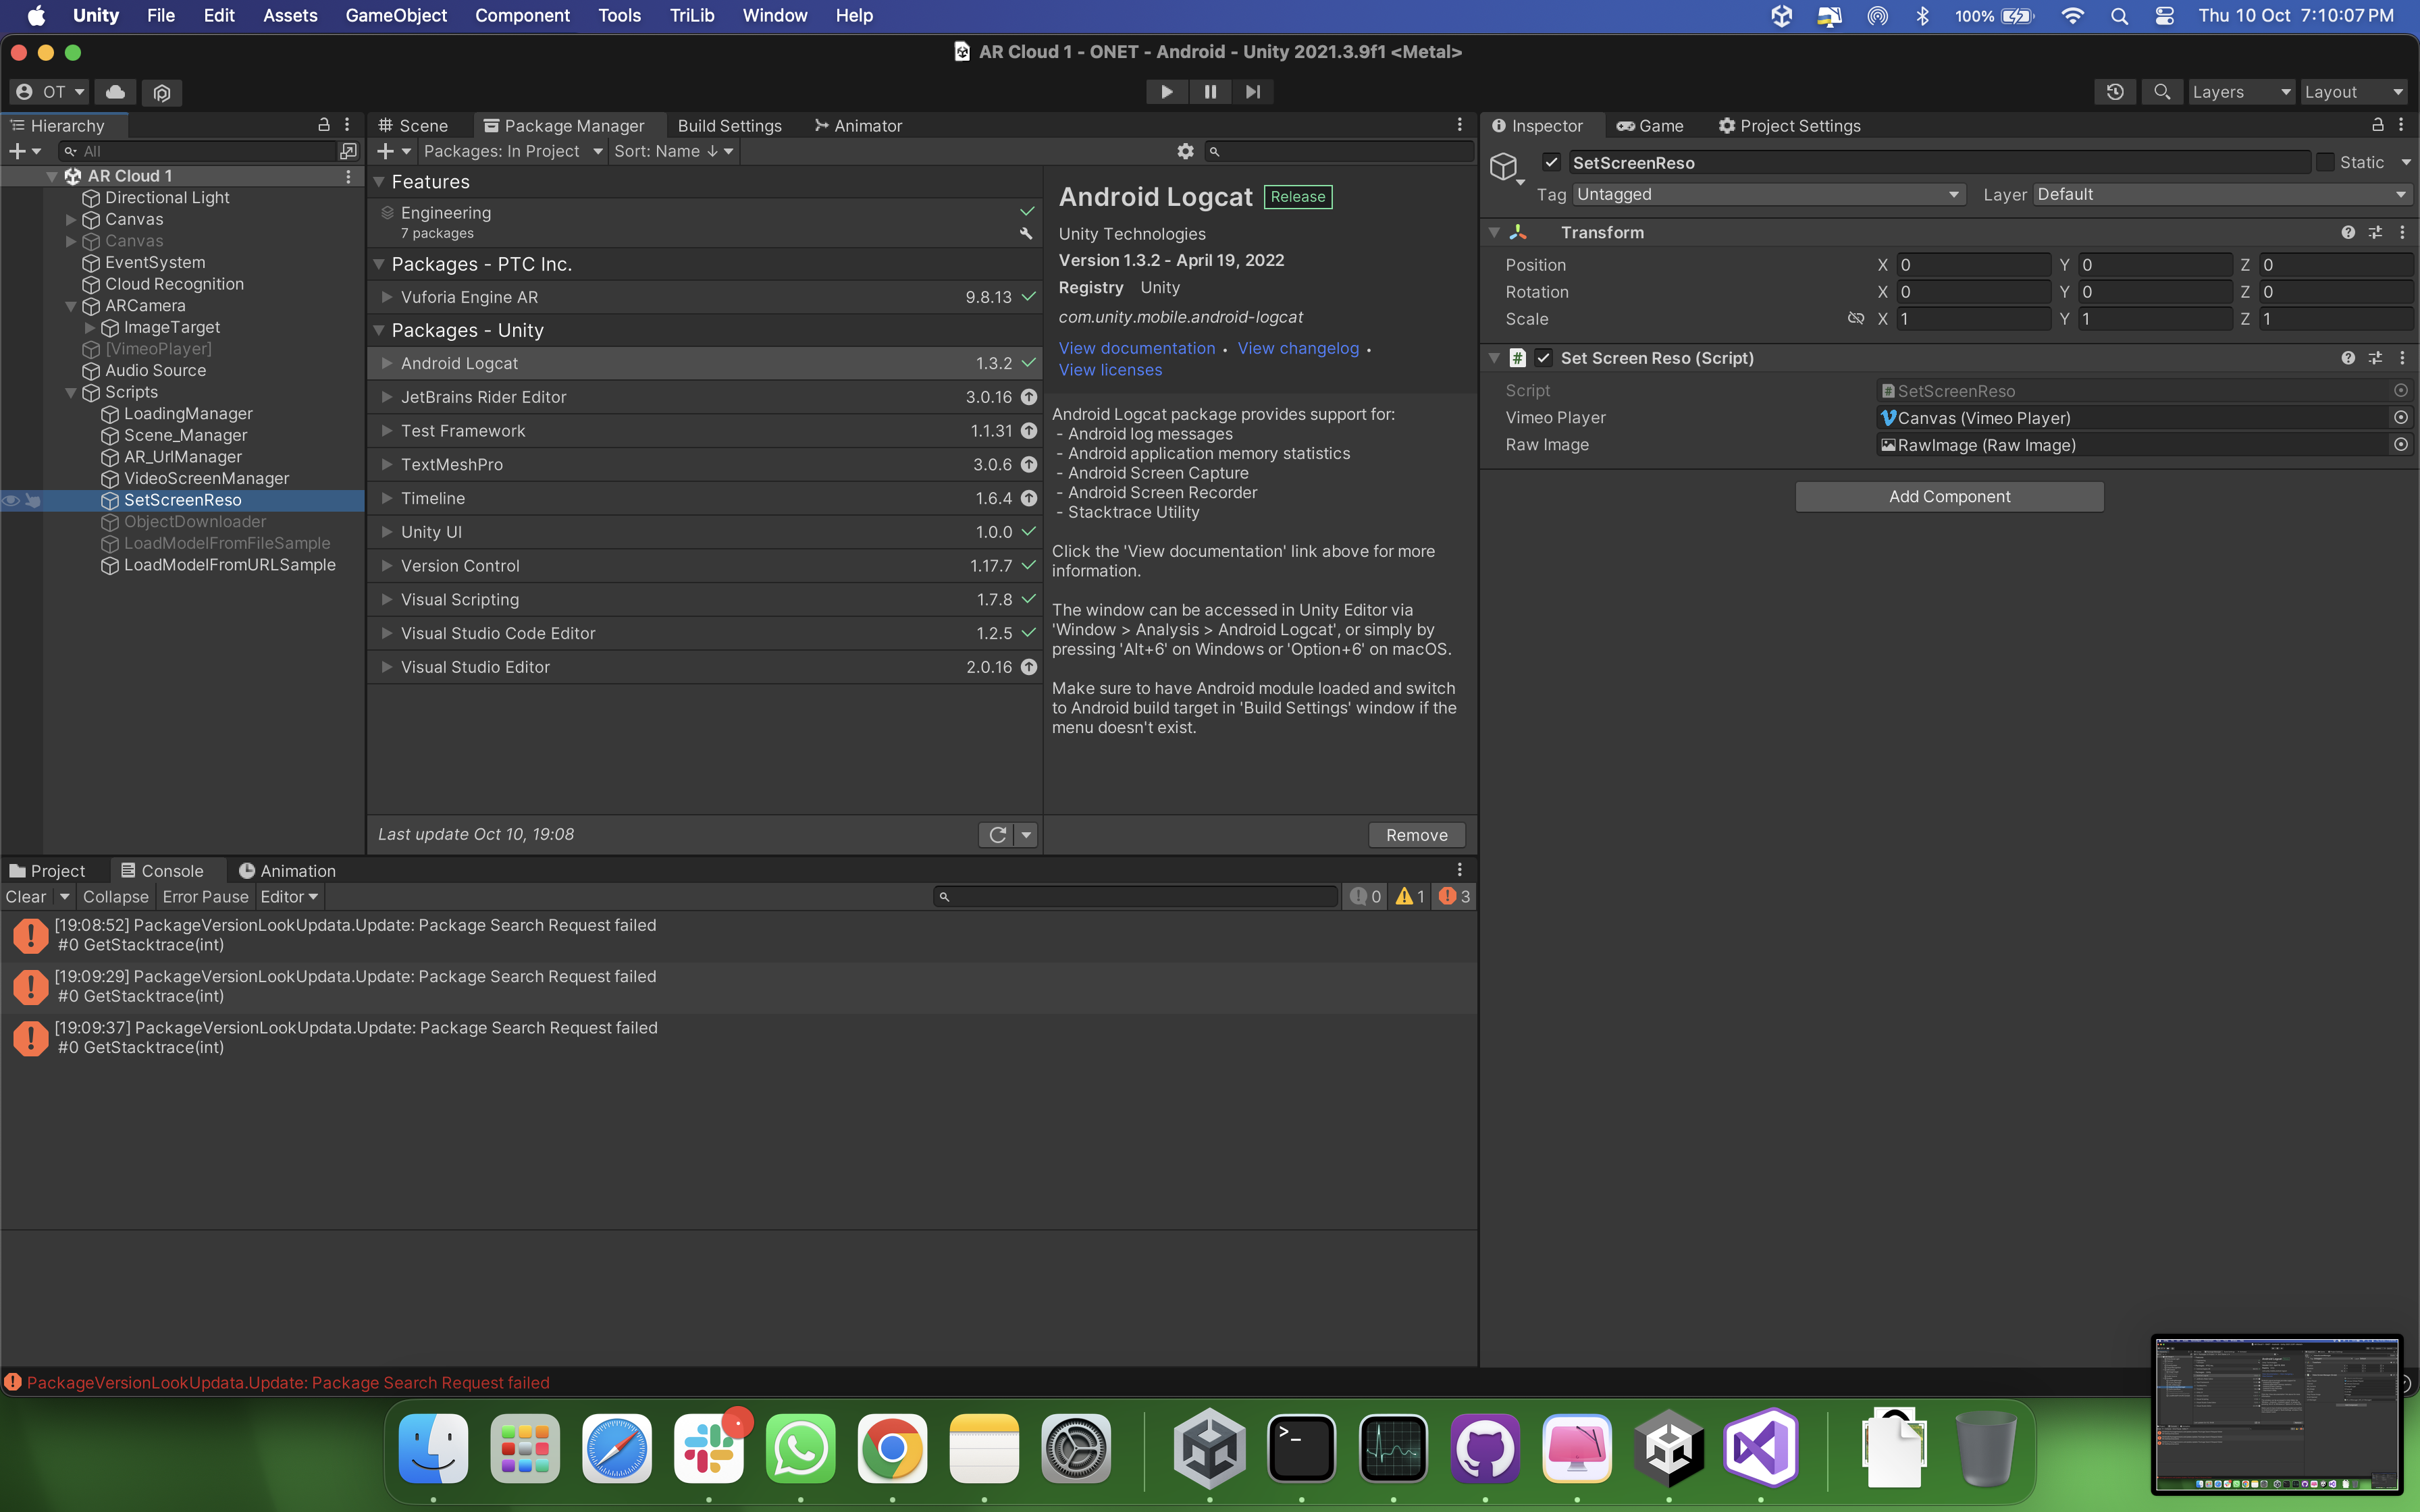 Unity File Edit Assets GameObject Component Tools TriLib Window Help
100% Thu 10 Oct 7:10:07 PM
AR Cloud 1 - ONET - Android - Unity 2021.3.9f1 <Metal>
OT
Layers Layout
Hierarchy
All
AR Cloud 1
Directional Light
Canvas
Canvas
EventSystem
Cloud Recognition
ARCamera
ImageTarget
[VimeoPlayer]
Audio Source
Scripts
LoadingManager
Scene_Manager
AR_UrlManager
VideoScreenManager
SetScreenReso
ObjectDownloader
LoadModelFromFileSample
LoadModelFromURLSample
Scene Package Manager Build Settings Animator
Packages: In Project Sort: Name ↓
Features
Engineering
7 packages
Packages - PTC Inc.
Vuforia Engine AR 9.8.13
Packages - Unity
Android Logcat 1.3.2
JetBrains Rider Editor 3.0.16
Test Framework 1.1.31
TextMeshPro 3.0.6
Timeline 1.6.4
Unity UI 1.0.0
Version Control 1.17.7
Visual Scripting 1.7.8
Visual Studio Code Editor 1.2.5
Visual Studio Editor 2.0.16
Last update Oct 10, 19:08
Android Logcat Release
Unity Technologies
Version 1.3.2 - April 19, 2022
Registry Unity
com.unity.mobile.android-logcat
View documentation • View changelog •
View licenses
Android Logcat package provides support for:
- Android log messages
- Android application memory statistics
- Android Screen Capture
- Android Screen Recorder
- Stacktrace Utility
Click the 'View documentation' link above for more
information.
The window can be accessed in Unity Editor via
'Window > Analysis > Android Logcat', or simply by
pressing 'Alt+6' on Windows or 'Option+6' on macOS.
Make sure to have Android module loaded and switch
to Android build target in 'Build Settings' window if the
menu doesn't exist.
Remove
Inspector Game Project Settings
SetScreenReso Static
Tag Untagged Layer Default
Transform
Position X 0 Y 0 Z 0
Rotation X 0 Y 0 Z 0
Scale X 1 Y 1 Z 1
# Set Screen Reso (Script)
Script SetScreenReso
Vimeo Player Canvas (Vimeo Player)
Raw Image RawImage (Raw Image)
Add Component
Project Console Animation
Clear Collapse Error Pause Editor
0 1 3
[19:08:52] PackageVersionLookUpdata.Update: Package Search Request failed
#0 GetStacktrace(int)
[19:09:29] PackageVersionLookUpdata.Update: Package Search Request failed
#0 GetStacktrace(int)
[19:09:37] PackageVersionLookUpdata.Update: Package Search Request failed
#0 GetStacktrace(int)
PackageVersionLookUpdata.Update: Package Search Request failed